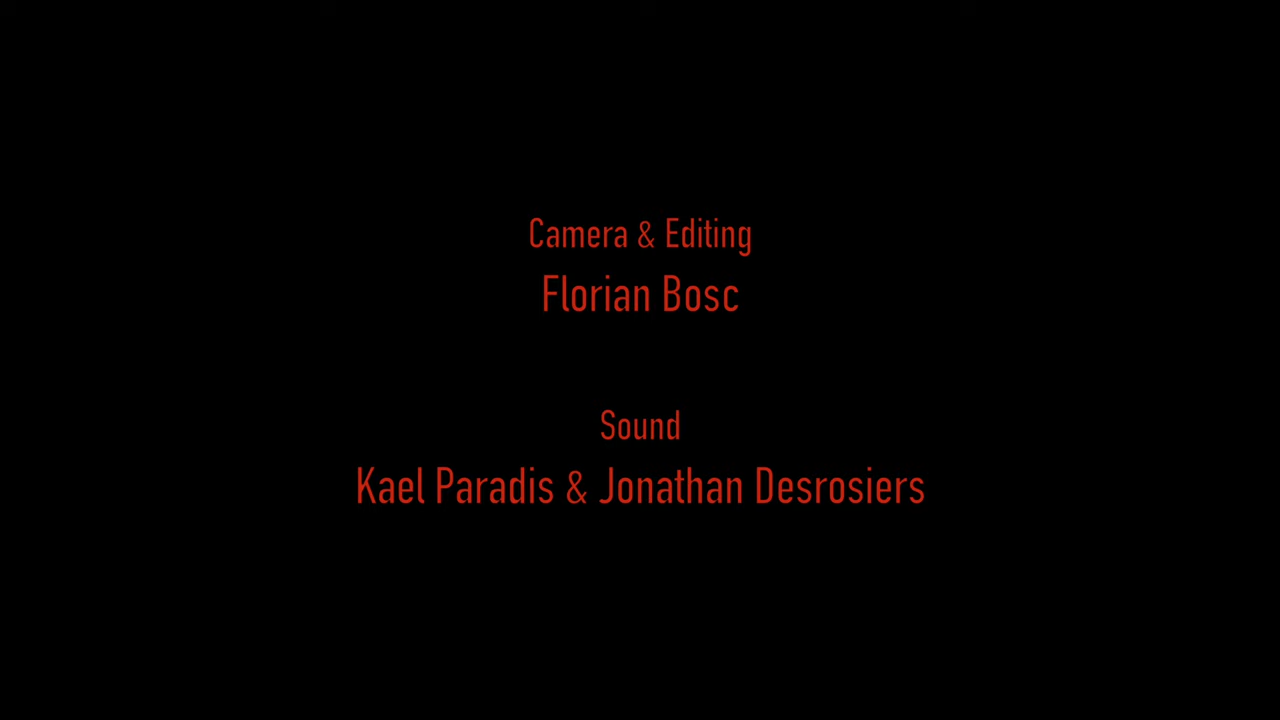 Camera & Editing
Florian Bosc
Sound
Kael Paradis & Jonathan Desrosiers